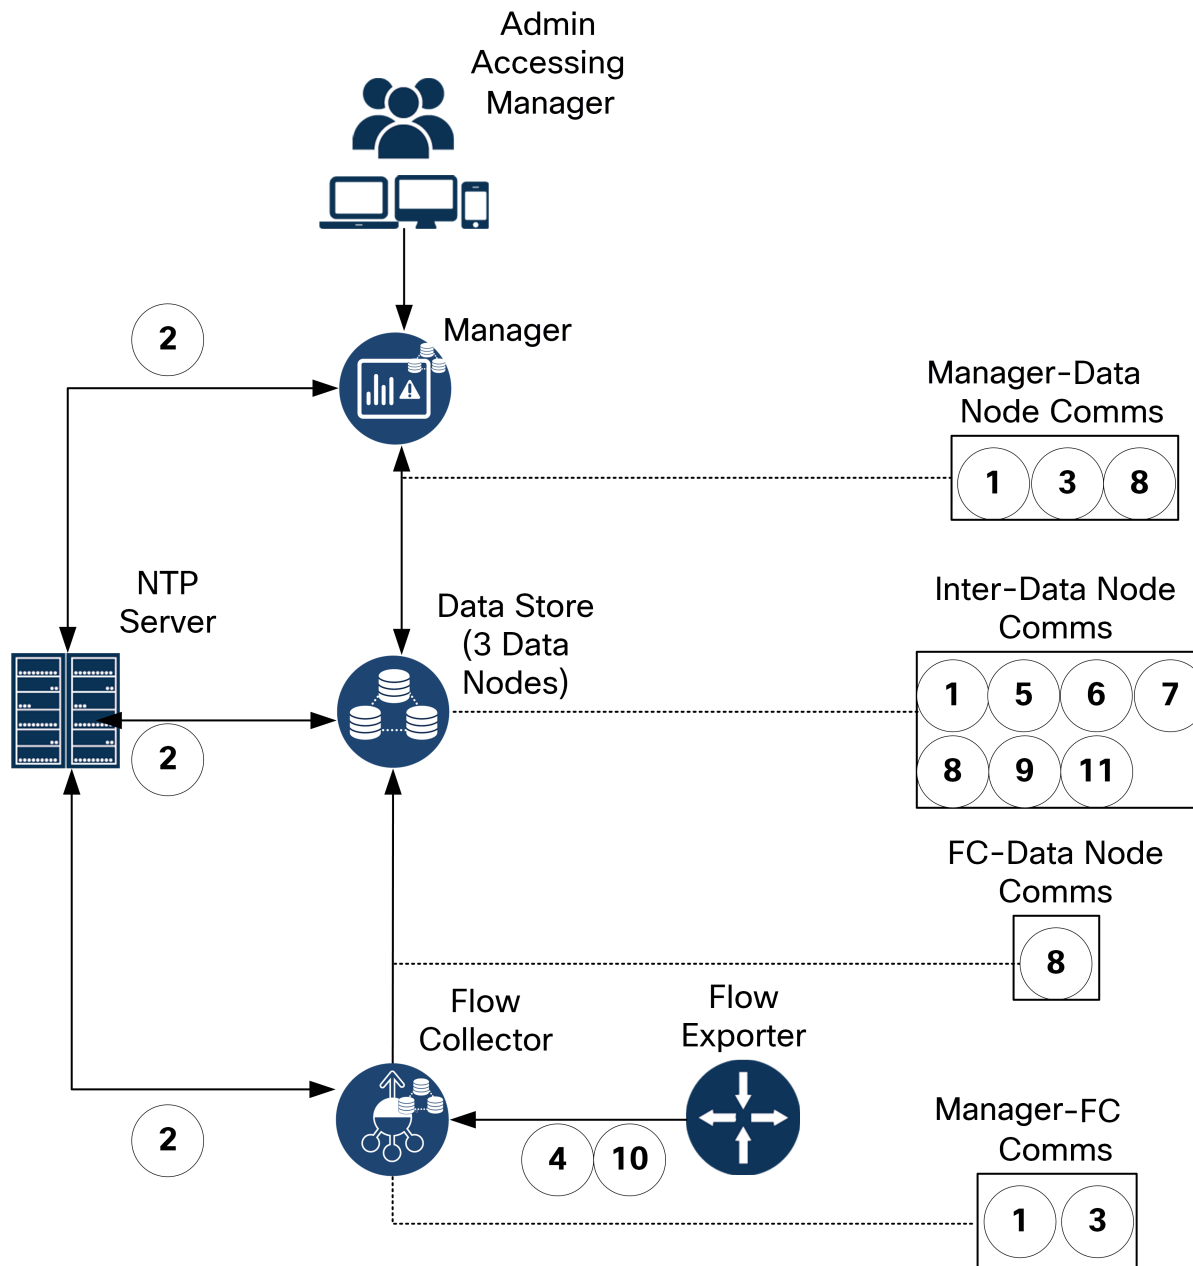 Admin
Accessing
Manager
2
Manager
Manager-Data
Node Comms
1 3 8
NTP
Server
Data Store
(3 Data
Nodes)
2
Inter-Data Node
Comms
1 5 6 7
8 9 11
FC-Data Node
Comms
8
Flow
Collector
Flow
Exporter
2
4 10
Manager-FC
Comms
1 3